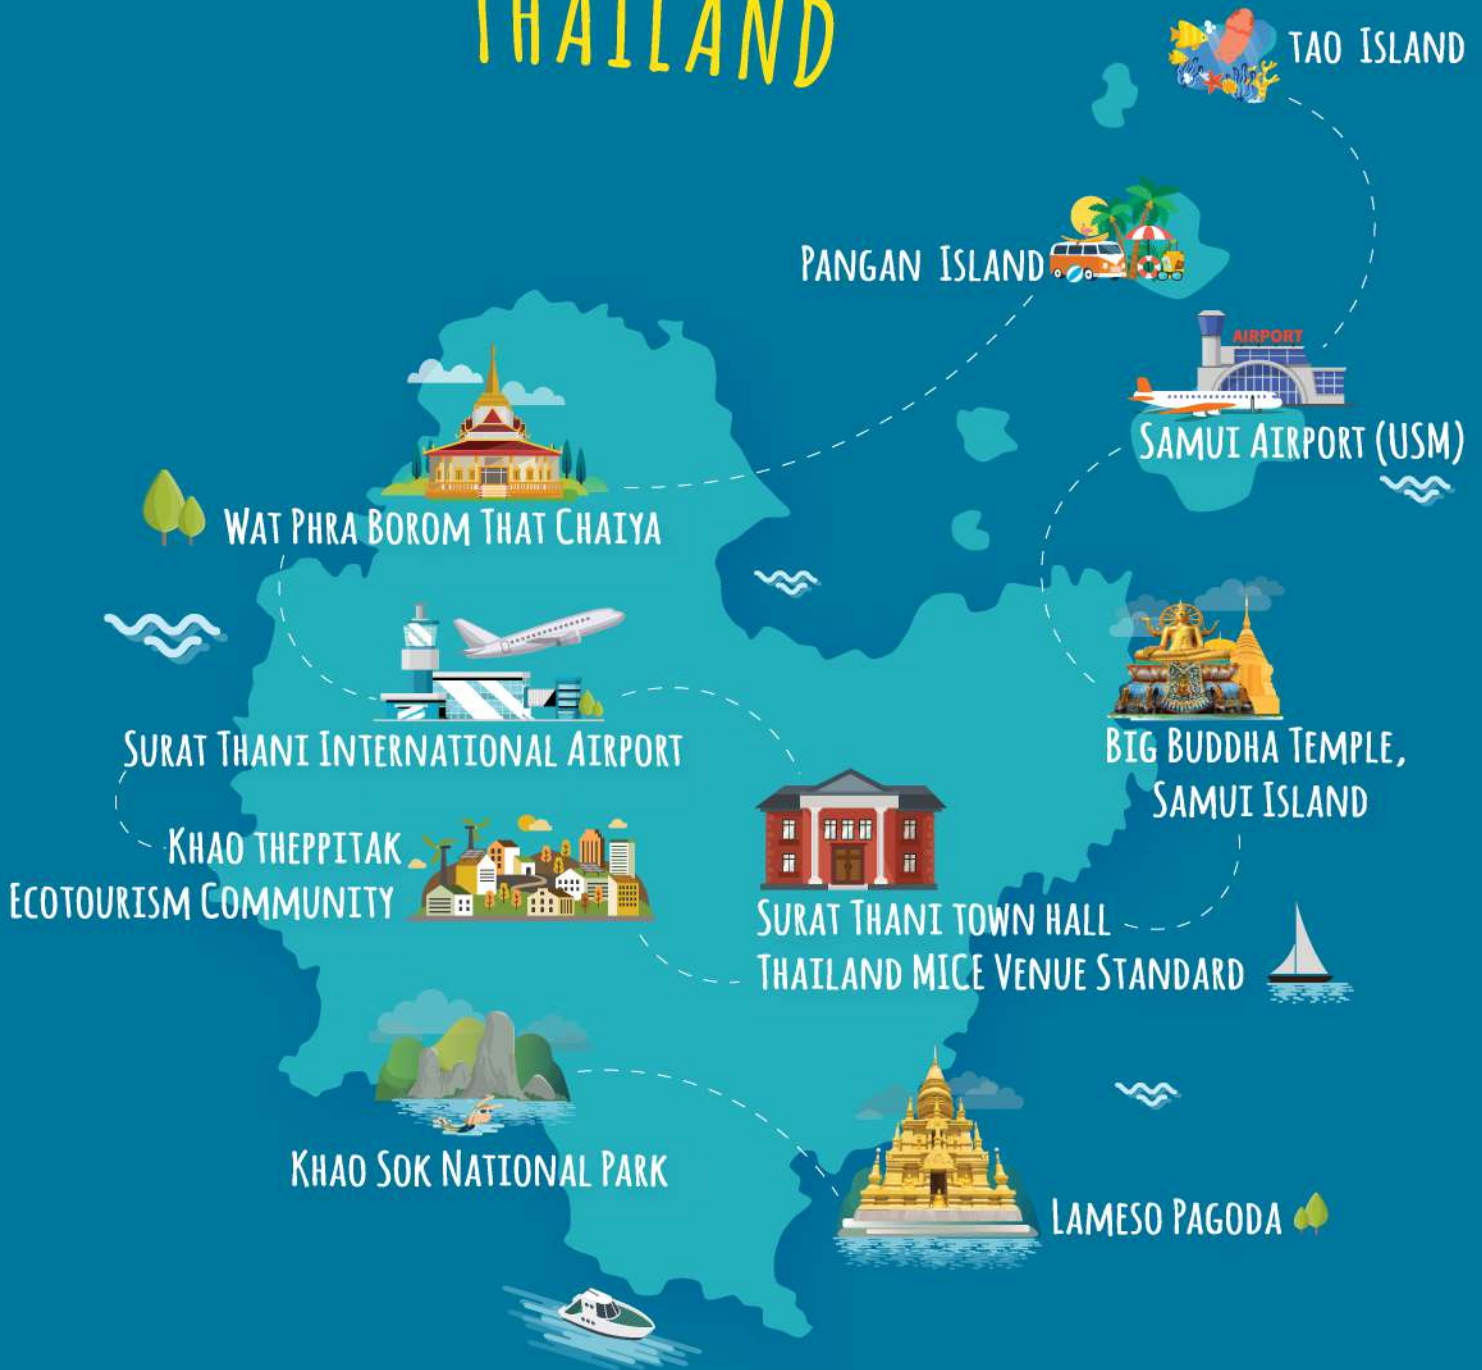 THAILAND
TAO ISLAND
PANGAN ISLAND
AIRPORT
SAMUI AIRPORT (USM)
WAT PHRA BOROM THAT CHAIYA
SURAT THANI INTERNATIONAL AIRPORT
BIG BUDDHA TEMPLE,
SAMUI ISLAND
KHAO THEPPITAK
ECOTOURISM COMMUNITY
SURAT THANI TOWN HALL
THAILAND MICE VENUE STANDARD
KHAO SOK NATIONAL PARK
LAMESO PAGODA